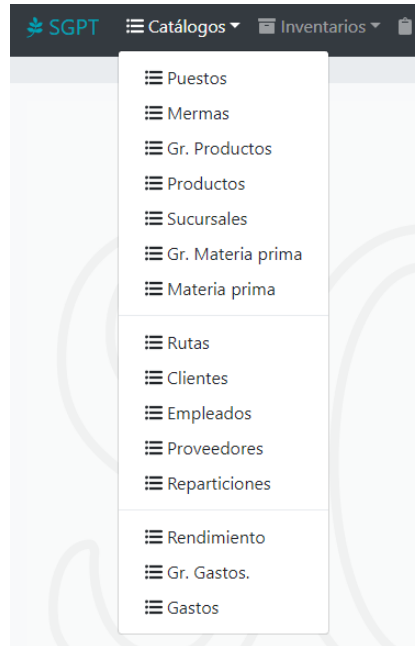 SGPT Catálogos Inventarios
Puestos
Mermas
Gr. Productos
Productos
Sucursales
Gr. Materia prima
Materia prima
Rutas
Clientes
Empleados
Proveedores
Reparticiones
Rendimiento
Gr. Gastos.
Gastos